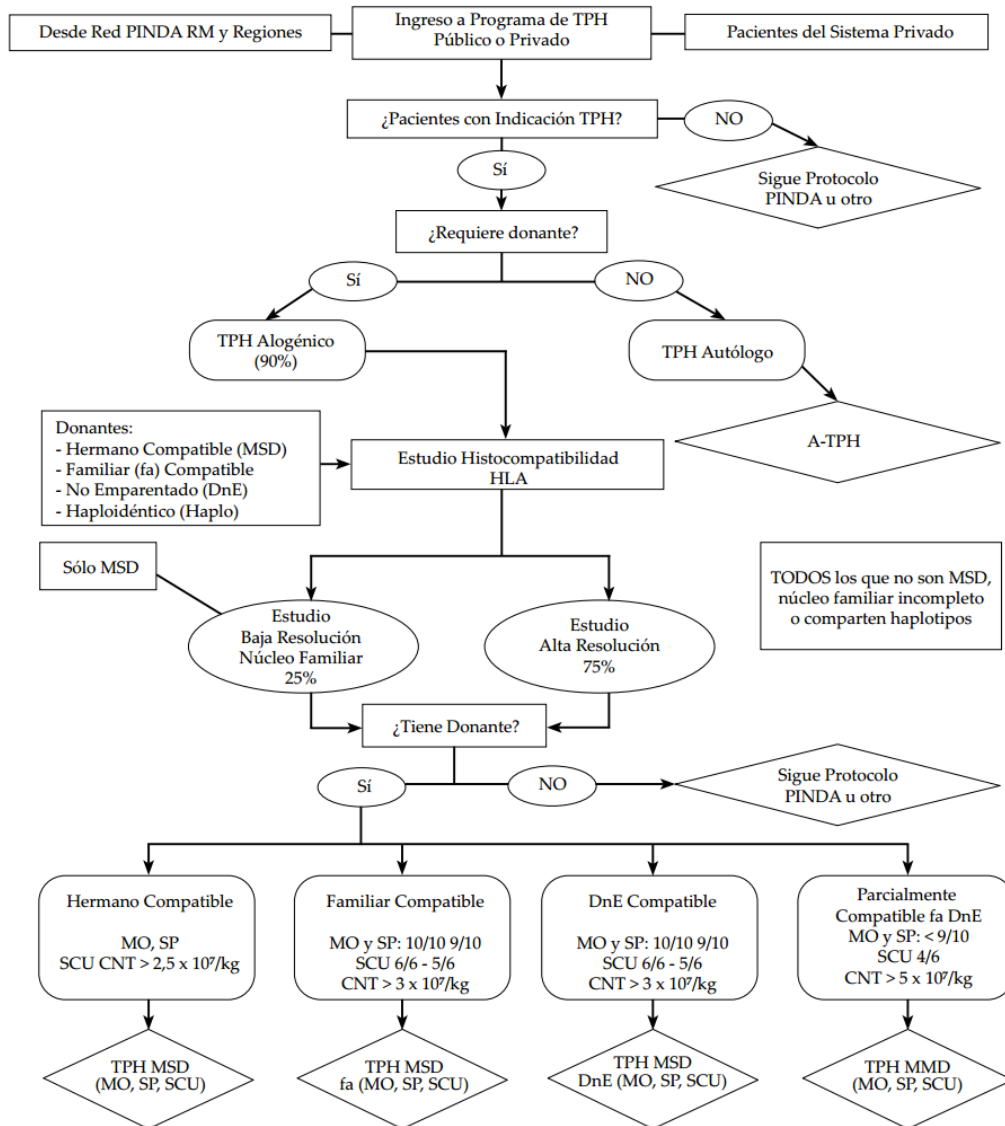 Desde Red PINDA RM y Regiones
Ingreso a Programa de TPH
Público o Privado
Pacientes del Sistema Privado
¿Pacientes con Indicación TPH?
NO
Sí
Sigue Protocolo
PINDA u otro
¿Requiere donante?
Sí
NO
TPH Alogénico
(90%)
TPH Autólogo
A-TPH
Donantes:
- Hermano Compatible (MSD)
- Familiar (fa) Compatible
- No Emparentado (DnE)
- Haploidéntico (Haplo)
Estudio Histocompatibilidad
HLA
Sólo MSD
Estudio
Baja Resolución
Núcleo Familiar
25%
Estudio
Alta Resolución
75%
TODOS los que no son MSD,
núcleo familiar incompleto
o comparten haplotipos
¿Tiene Donante?
Sí
NO
Sigue Protocolo
PINDA u otro
Hermano Compatible
MO, SP
SCU CNT > 2,5 x 10⁷/kg
Familiar Compatible
MO y SP: 10/10 9/10
SCU 6/6 - 5/6
CNT > 3 x 10⁷/kg
DnE Compatible
MO y SP: 10/10 9/10
SCU 6/6 - 5/6
CNT > 3 x 10⁷/kg
Parcialmente
Compatible fa DnE
MO y SP: < 9/10
SCU 4/6
CNT > 5 x 10⁷/kg
TPH MSD
(MO, SP, SCU)
TPH MSD
fa (MO, SP, SCU)
TPH MSD
DnE (MO, SP, SCU)
TPH MMD
(MO, SP, SCU)